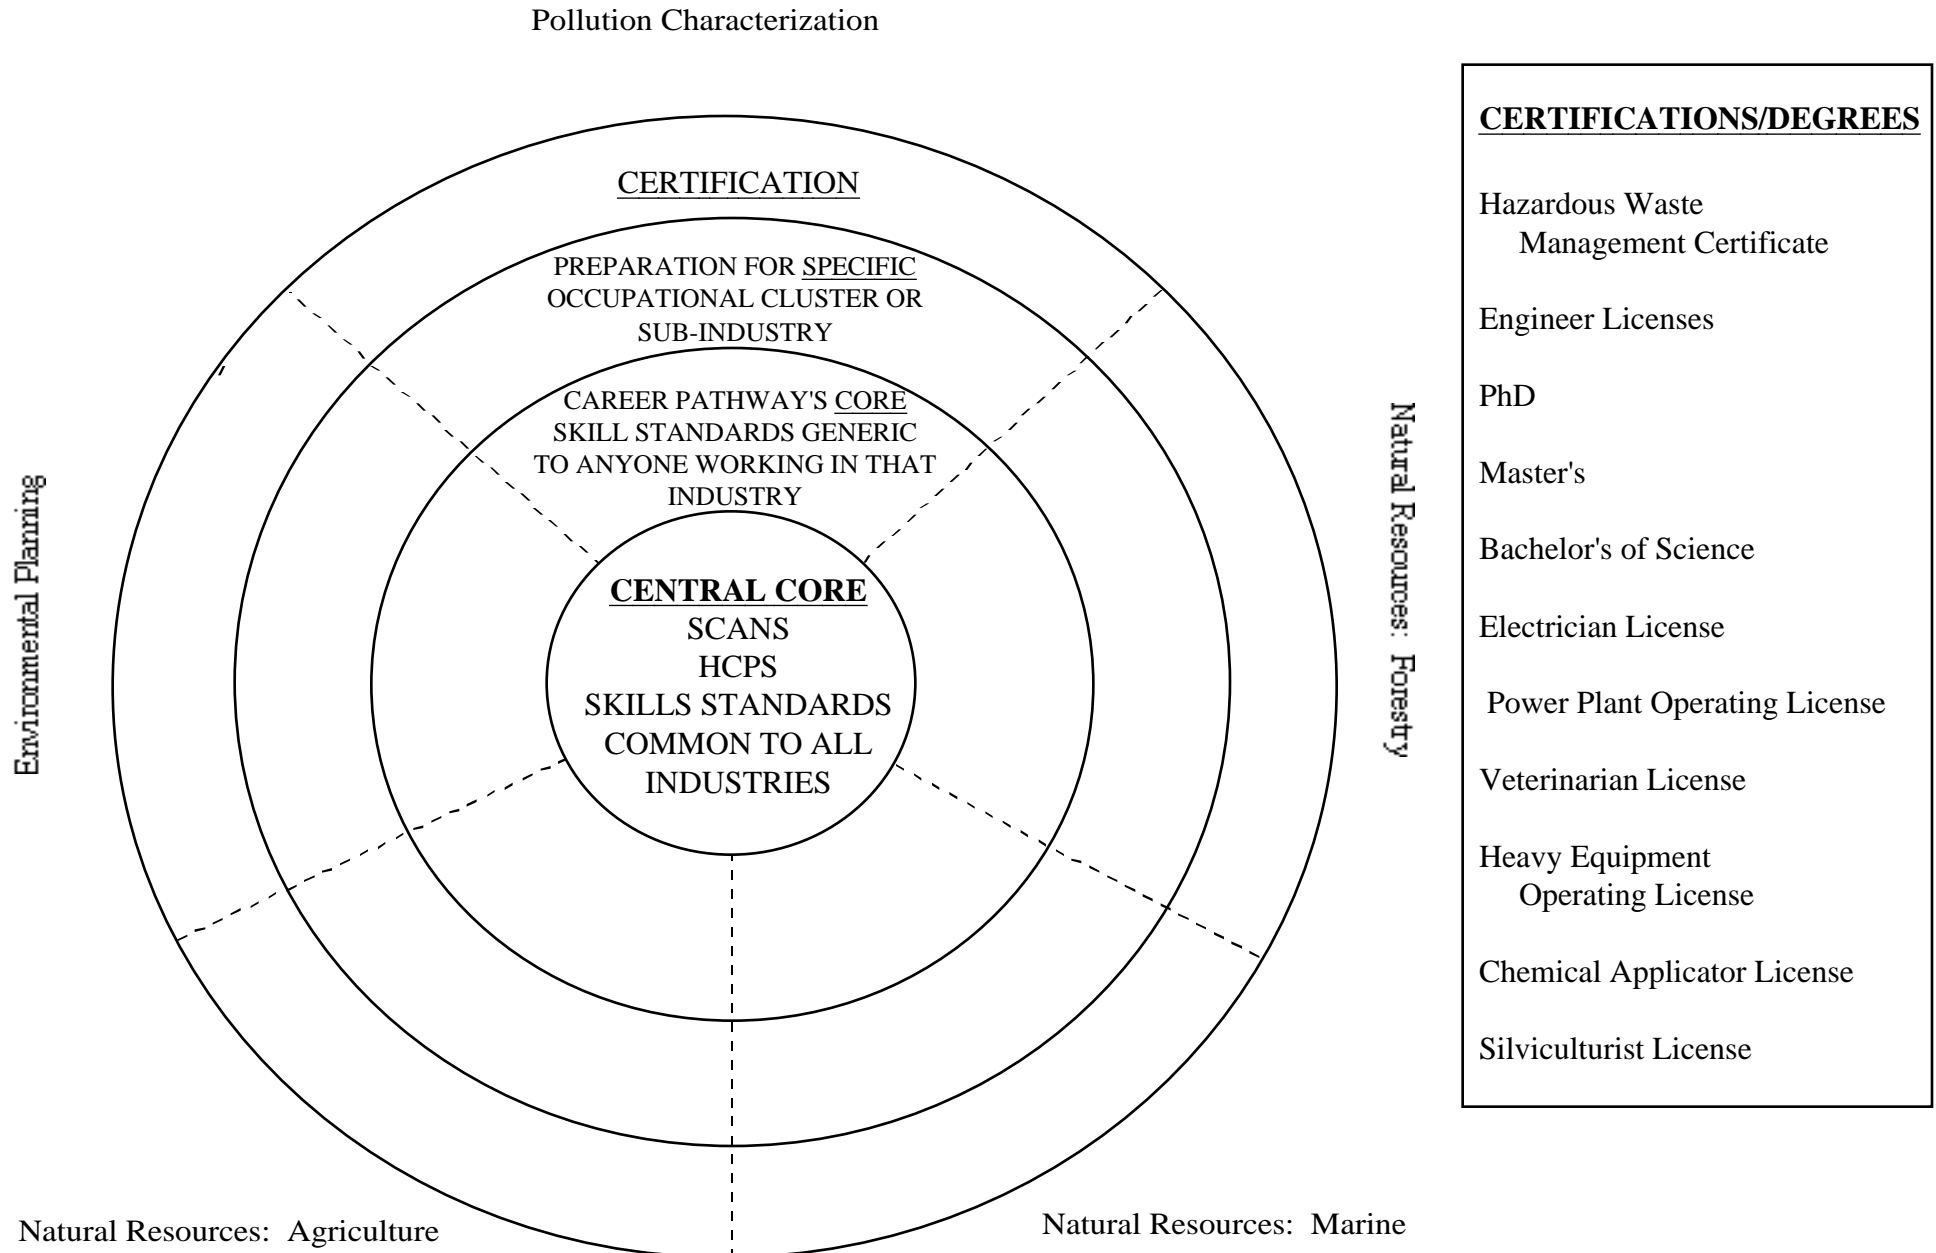 Pollution Characterization
CERTIFICATION
PREPARATION FOR SPECIFIC
OCCUPATIONAL CLUSTER OR
SUB-INDUSTRY
CAREER PATHWAY'S CORE
SKILL STANDARDS GENERIC
TO ANYONE WORKING IN THAT
INDUSTRY
CENTRAL CORE
SCANS
HCPS
SKILLS STANDARDS
COMMON TO ALL
INDUSTRIES
Environmental Planning
Natural Resources: Forestry
Natural Resources: Agriculture
Natural Resources: Marine
CERTIFICATIONS/DEGREES
Hazardous Waste
Management Certificate
Engineer Licenses
PhD
Master's
Bachelor's of Science
Electrician License
Power Plant Operating License
Veterinarian License
Heavy Equipment
Operating License
Chemical Applicator License
Silviculturist License